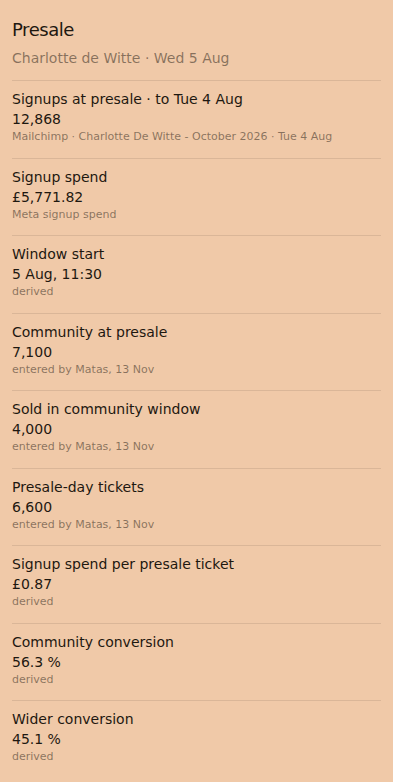 Presale
Charlotte de Witte · Wed 5 Aug
Signups at presale · to Tue 4 Aug
12,868
Mailchimp · Charlotte De Witte - October 2026 · Tue 4 Aug
Signup spend
£5,771.82
Meta signup spend
Window start
5 Aug, 11:30
derived
Community at presale
7,100
entered by Matas, 13 Nov
Sold in community window
4,000
entered by Matas, 13 Nov
Presale-day tickets
6,600
entered by Matas, 13 Nov
Signup spend per presale ticket
£0.87
derived
Community conversion
56.3 %
derived
Wider conversion
45.1 %
derived